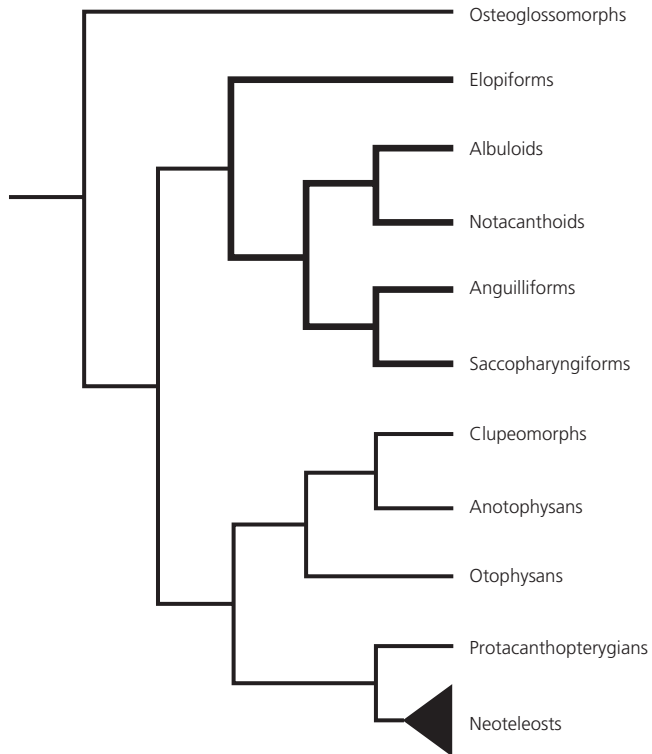 Osteoglossomorphs
Elopiforms
Albuloids
Notacanthoids
Anguilliforms
Saccopharyngiforms
Clupeomorphs
Anotophysans
Otophysans
Protacanthopterygians
Neoteleosts